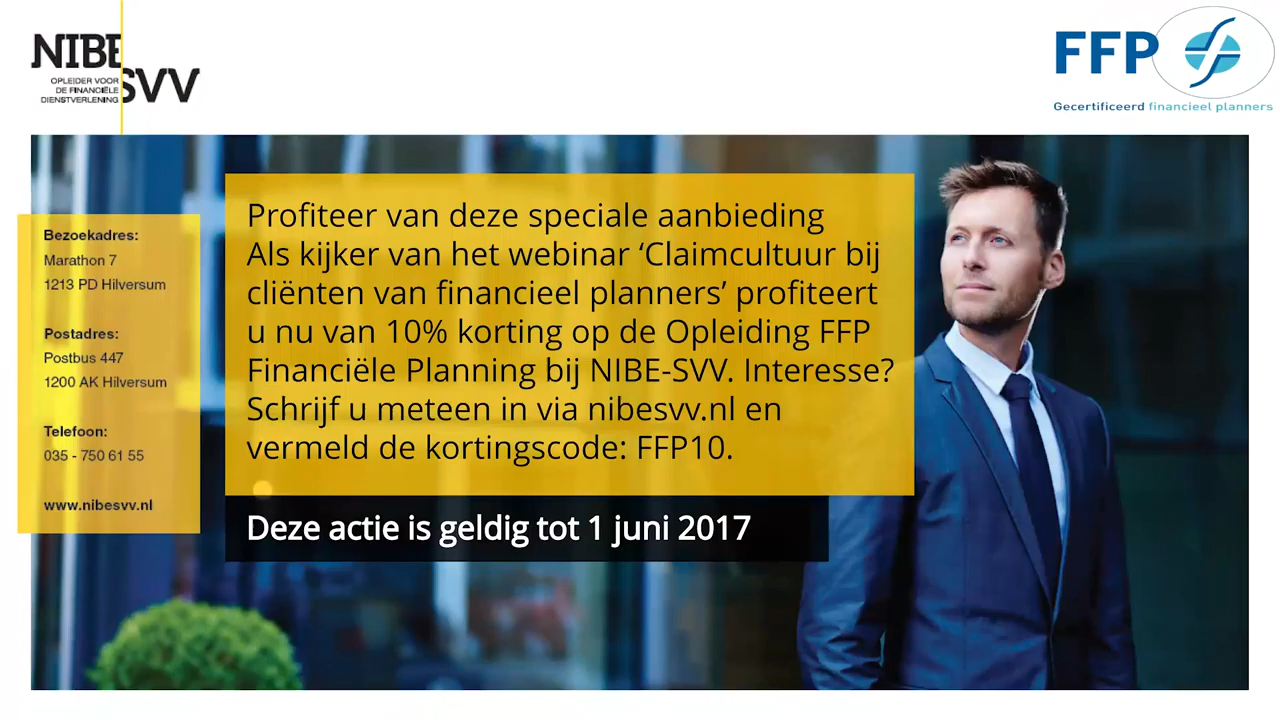 NIBE
SVV
OPLEIDER VOOR
DE FINANCIËLE
DIENSTVERLENING
FFP
Gecertificeerd financieel planners
Bezoekadres:
Marathon 7
1213 PD Hilversum
Postadres:
Postbus 447
1200 AK Hilversum
Telefoon:
035 - 750 61 55
www.nibesvv.nl
Profiteer van deze speciale aanbieding
Als kijker van het webinar ‘Claimcultuur bij
cliënten van financieel planners’ profiteert
u nu van 10% korting op de Opleiding FFP
Financiële Planning bij NIBE-SVV. Interesse?
Schrijf u meteen in via nibesvv.nl en
vermeld de kortingscode: FFP10.
Deze actie is geldig tot 1 juni 2017